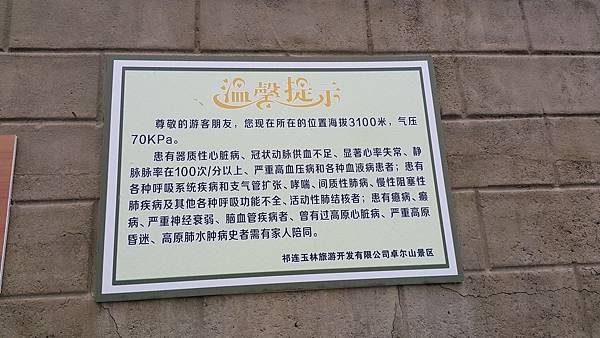 温馨提示
尊敬的游客朋友，您现在所在的位置海拔3100米，气压
70KPa。
患有器质性心脏病、冠状动脉供血不足、显著心率失常、静
脉脉率在100次/分以上、严重高血压病和各种血液病患者；患有
各种呼吸系统疾病和支气管扩张、哮喘、间质性肺病、慢性阻塞性
肺疾病及其他各种呼吸功能不全、活动性肺结核者；患有癔病、癫
病、严重神经衰弱、脑血管疾病者、曾有过高原心脏病、严重高原
昏迷、高原肺水肿病史者需有家人陪同。
祁连玉林旅游开发有限公司卓尔山景区